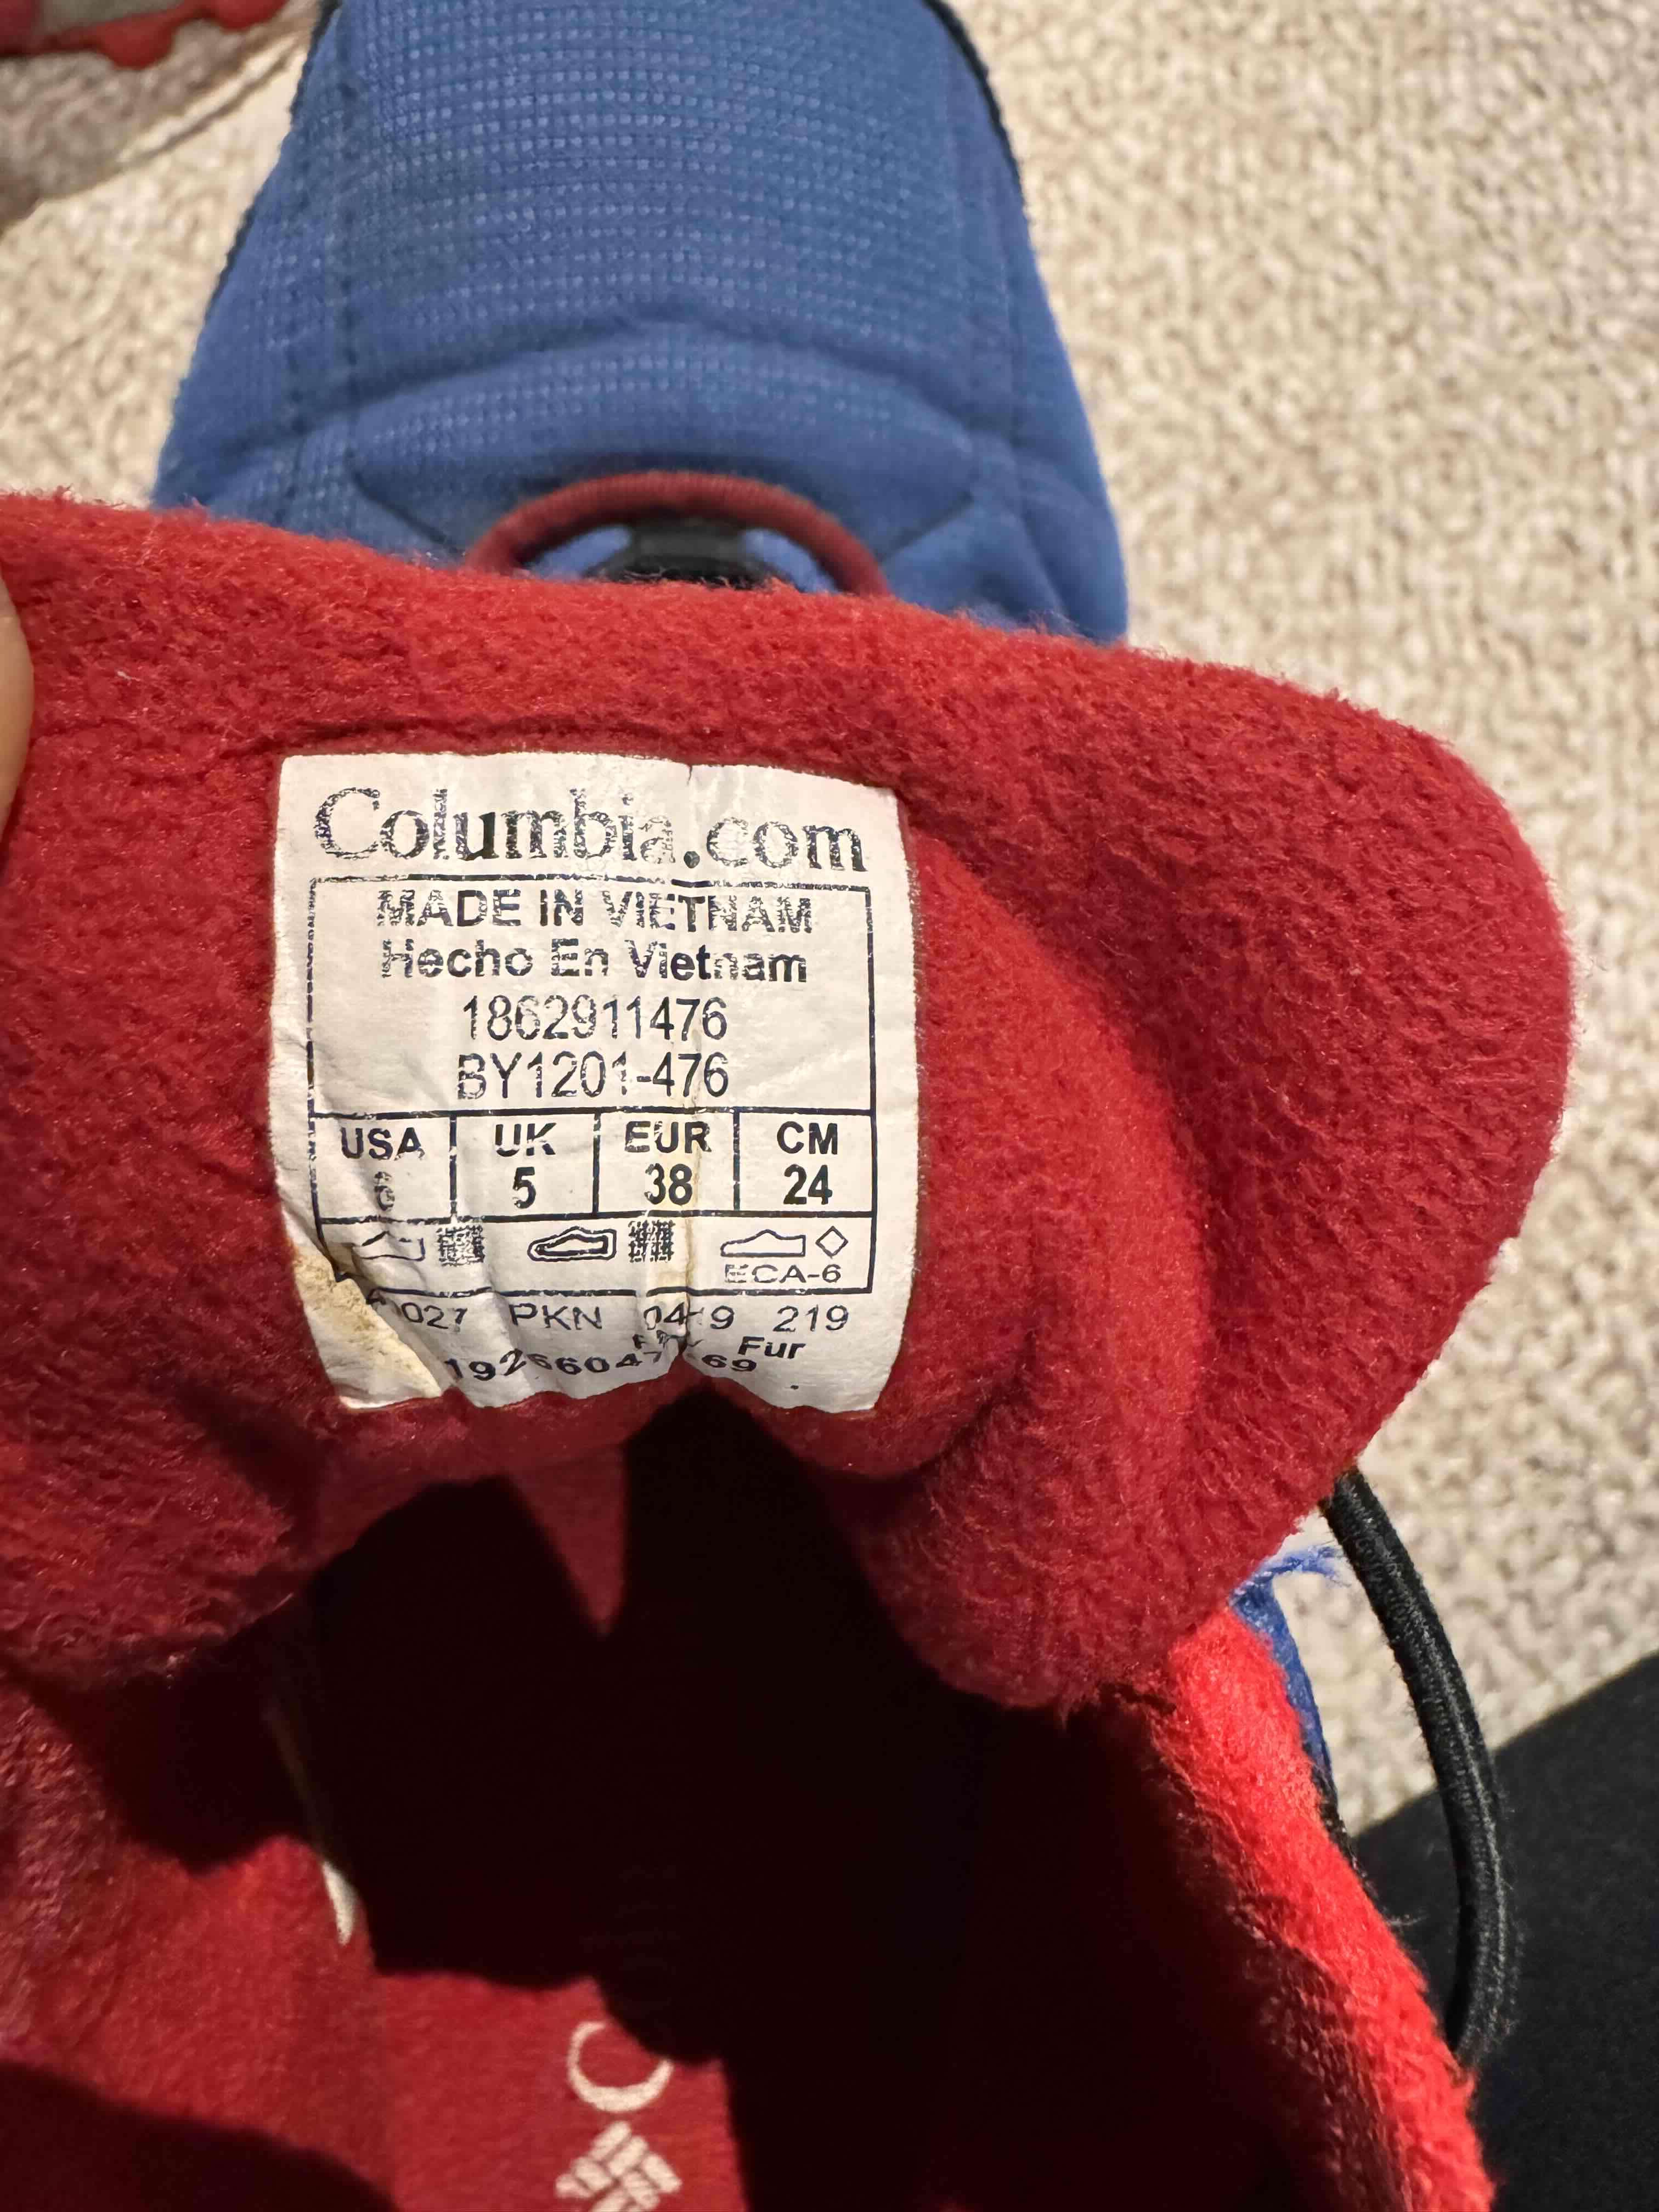 Columbia.com
MADE IN VIETNAM
Hecho En Vietnam
1862911476
BY1201-476
USA UK EUR CM
6 5 38 24
ECA-6
PKN 219
Fur